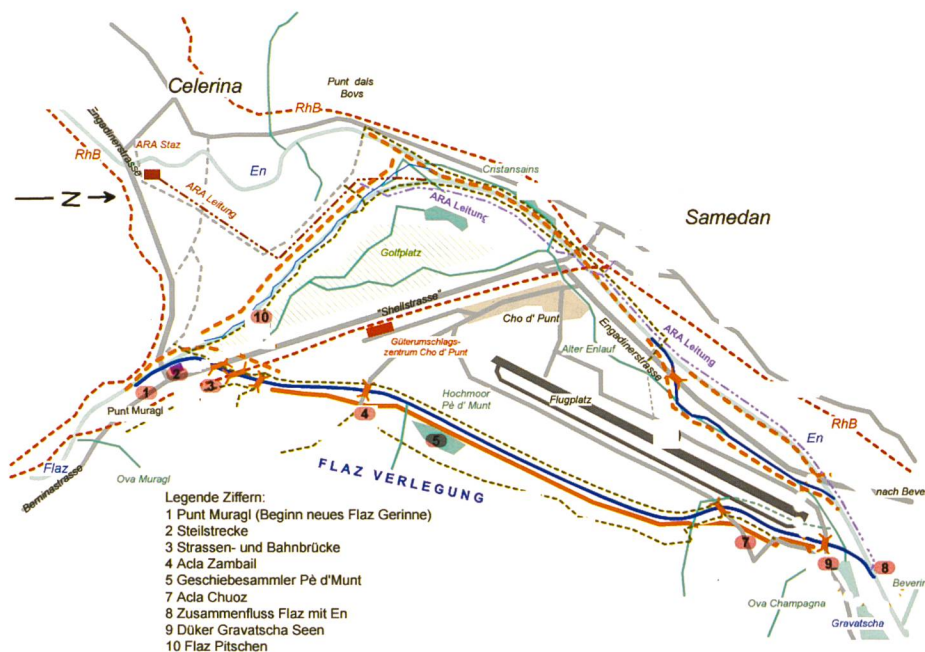 Celerina
Punt dals
Bovs
RhB
RhB
Engadinerstrasse
ARA Staz
En
ARA Leitung
N
Cristansains
ARA Leitung
Samedan
Golfplatz
10
"Shellstrasse"
Cho d' Punt
Güterumschlags-
zentrum Cho d' Punt
Alter Enlauf
Engadinerstrasse
ARA Leitung
2
1
3
Punt Muragl
4
Hochmoor
Pè d' Munt
Flugplatz
5
En
RhB
Flaz
Berninastrasse
Ova Muragl
FLAZ VERLEGUNG
nach Bever
7
9
8
Beverin
Ova Champagna
Gravatscha
Legende Ziffern:
1 Punt Muragl (Beginn neues Flaz Gerinne)
2 Steilstrecke
3 Strassen- und Bahnbrücke
4 Acla Zambail
5 Geschiebesammler Pè d'Munt
7 Acla Chuoz
8 Zusammenfluss Flaz mit En
9 Düker Gravatscha Seen
10 Flaz Pitschen